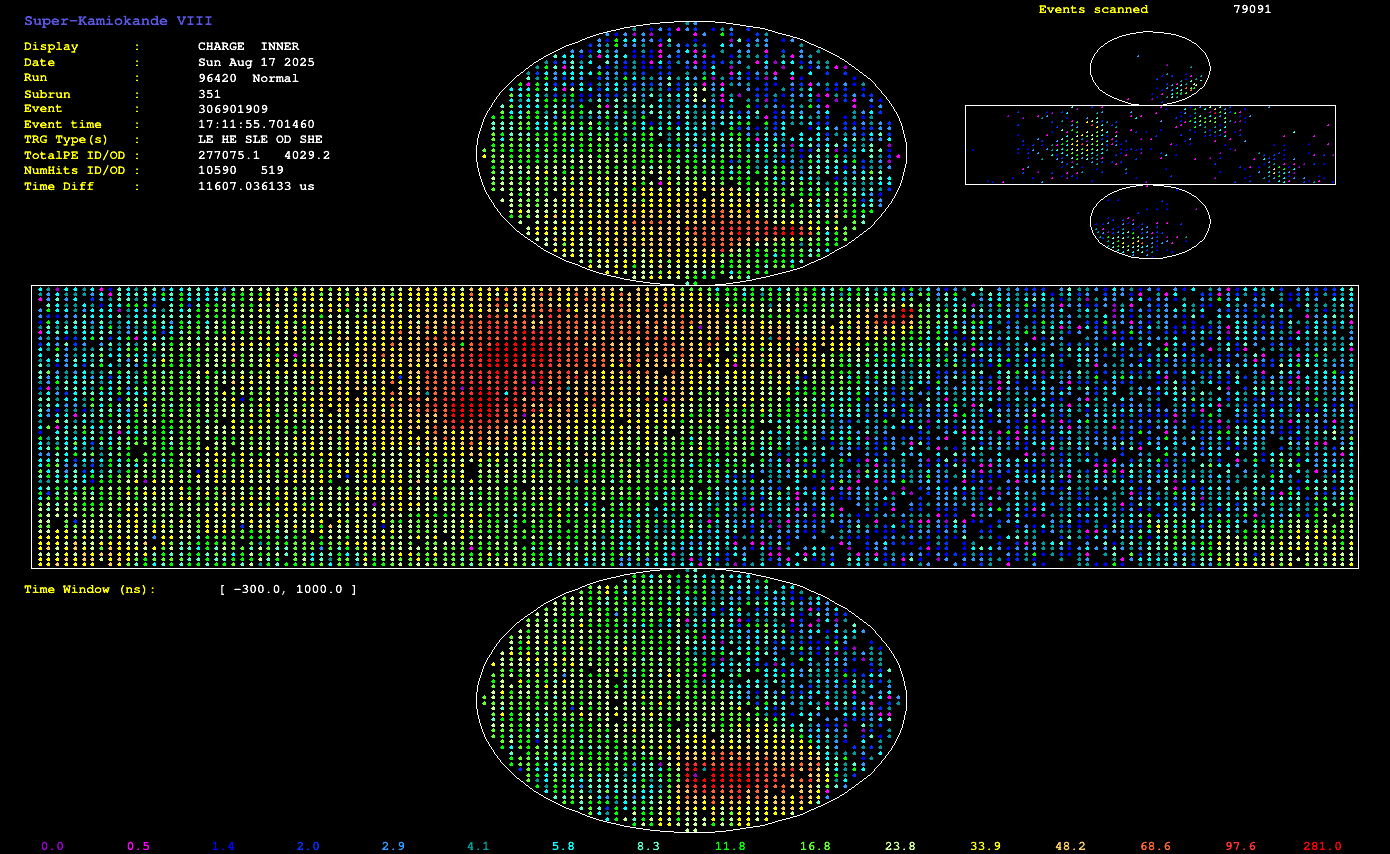 Super-Kamiokande VIII
Events scanned 79091
Display : CHARGE INNER
Date : Sun Aug 17 2025
Run : 96420 Normal
Subrun : 351
Event : 306901909
Event time : 17:11:55.701460
TRG Type(s) : LE HE SLE OD SHE
TotalPE ID/OD : 277075.1 4029.2
NumHits ID/OD : 10590 519
Time Diff : 11607.036133 us
Time Window (ns): [ -300.0, 1000.0 ]
0.0 0.5 1.4 2.0 2.9 4.1 5.8 8.3 11.8 16.8 23.8 33.9 48.2 68.6 97.6 281.0